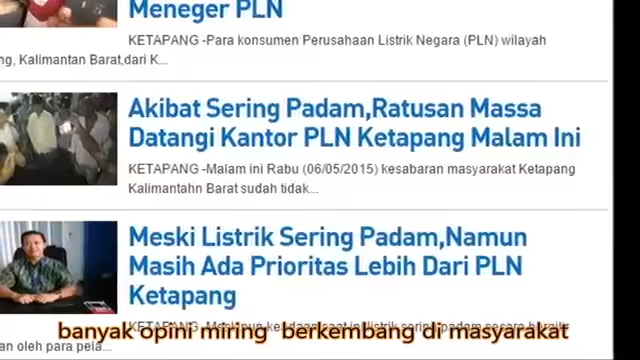 Meneger PLN
KETAPANG -Para konsumen Perusahaan Listrik Negara (PLN) wilayah
ng, Kalimantan Barat,dari K...
Akibat Sering Padam,Ratusan Massa
Datangi Kantor PLN Ketapang Malam Ini
KETAPANG -Malam ini Rabu (06/05/2015) kesabaran masyarakat Ketapang
Kalimantahn Barat sudah tidak...
Meski Listrik Sering Padam,Namun
Masih Ada Prioritas Lebih Dari PLN
Ketapang
banyak opini miring berkembang di masyarakat
an oleh para pela...